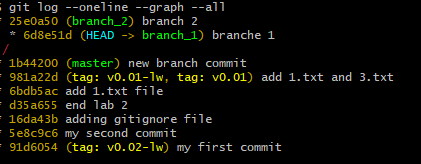 $ git log --oneline --graph --all
* 25e0a50 (branch_2) branch 2
* 6d8e51d (HEAD -> branch_1) branche 1
/
* 1b44200 (master) new branch commit
* 981a22d (tag: v0.01-lw, tag: v0.01) add 1.txt and 3.txt
* 6bdb5ac add 1.txt file
* d35a655 end lab 2
* 16da43b adding gitignore file
* 5e8c9c6 my second commit
* 91d6054 (tag: v0.02-lw) my first commit